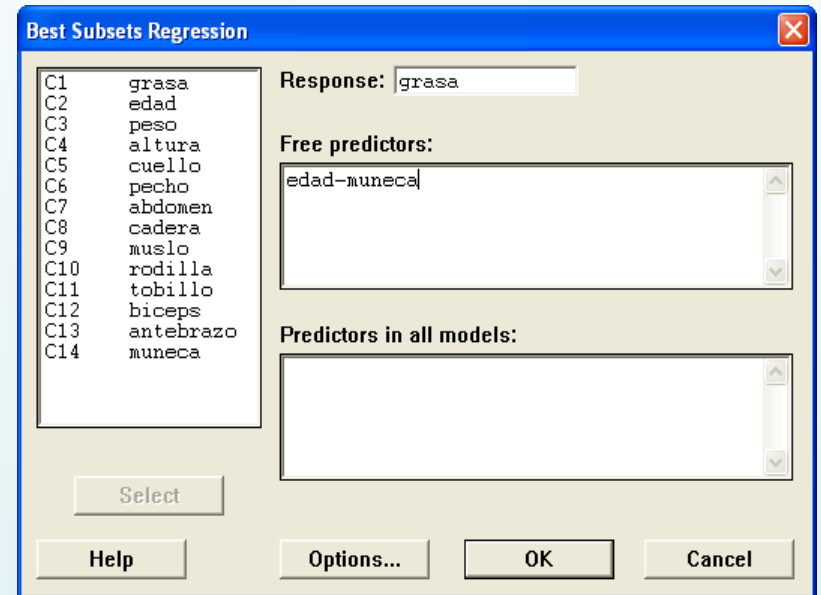 Best Subsets Regression
C1 grasa
C2 edad
C3 peso
C4 altura
C5 cuello
C6 pecho
C7 abdomen
C8 cadera
C9 muslo
C10 rodilla
C11 tobillo
C12 biceps
C13 antebrazo
C14 muneca
Response: grasa
Free predictors:
edad-muneca
Predictors in all models:
Select
Help Options... OK Cancel